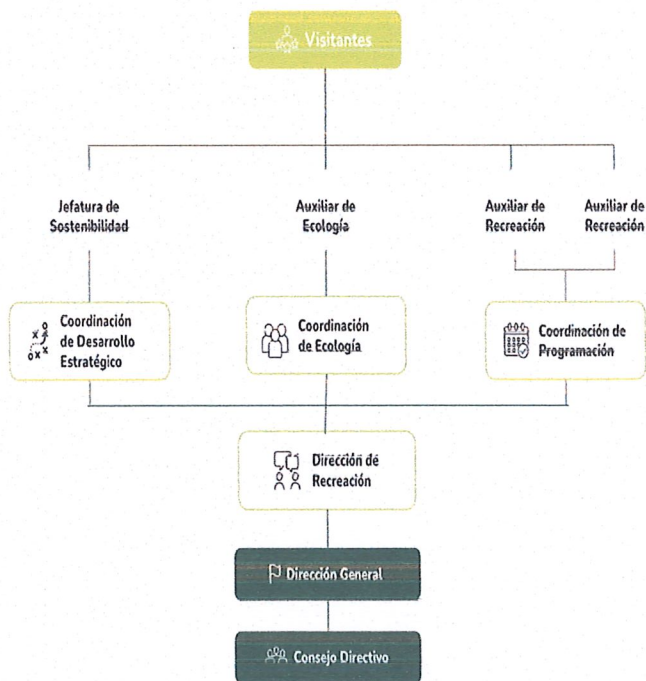 Visitantes
Jefatura de
Sostenibilidad
Auxiliar de
Ecología
Auxiliar de
Recreación
Auxiliar de
Recreación
Coordinación
de Desarrollo
Estratégico
Coordinación
de Ecología
Coordinación de
Programación
Dirección de
Recreación
Dirección General
Consejo Directivo